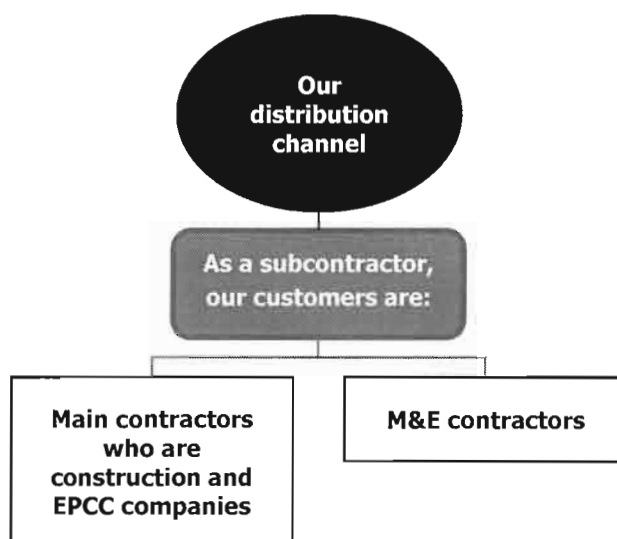 Our
distribution
channel
As a subcontractor,
our customers are:
Main contractors
who are
construction and
EPCC companies
M&E contractors